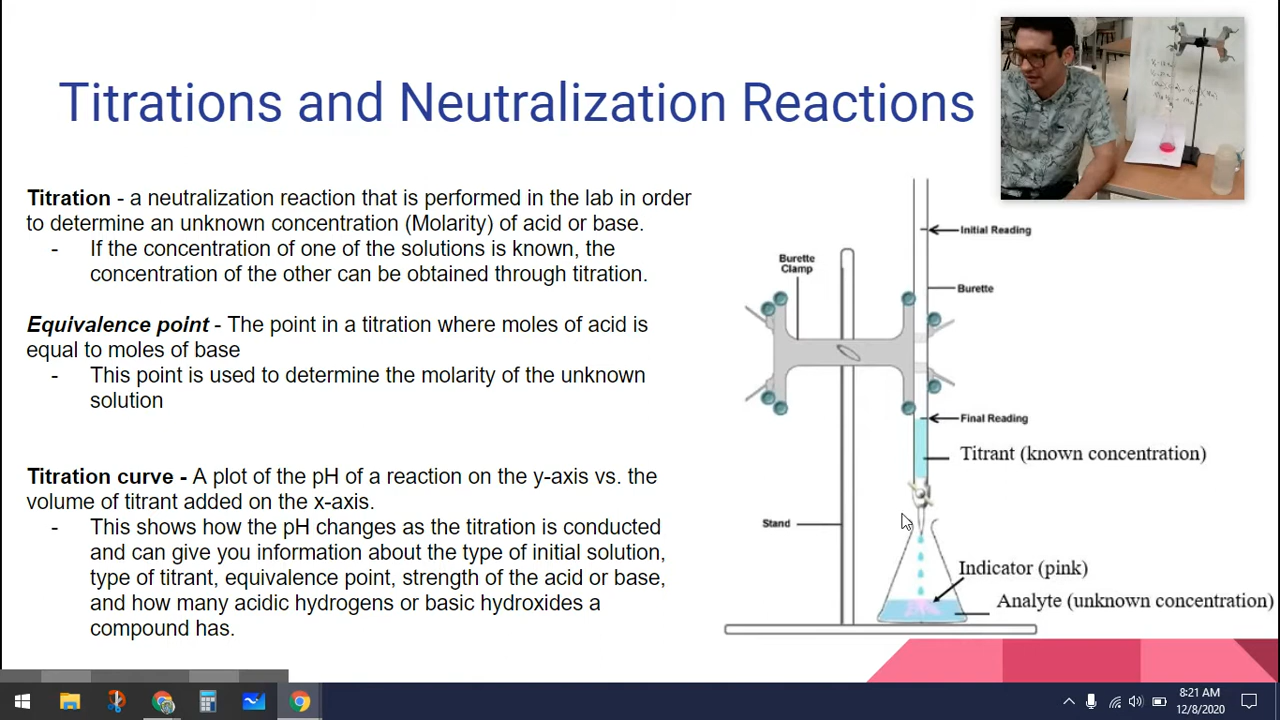 Titrations and Neutralization Reactions
Titration - a neutralization reaction that is performed in the lab in order
to determine an unknown concentration (Molarity) of acid or base.
- If the concentration of one of the solutions is known, the
concentration of the other can be obtained through titration.
Equivalence point - The point in a titration where moles of acid is
equal to moles of base
- This point is used to determine the molarity of the unknown
solution
Titration curve - A plot of the pH of a reaction on the y-axis vs. the
volume of titrant added on the x-axis.
- This shows how the pH changes as the titration is conducted
and can give you information about the type of initial solution,
type of titrant, equivalence point, strength of the acid or base,
and how many acidic hydrogens or basic hydroxides a
compound has.
Initial Reading
Burette
Clamp
Burette
Final Reading
Titrant (known concentration)
Stand
Indicator (pink)
Analyte (unknown concentration)
8:21 AM
12/8/2020